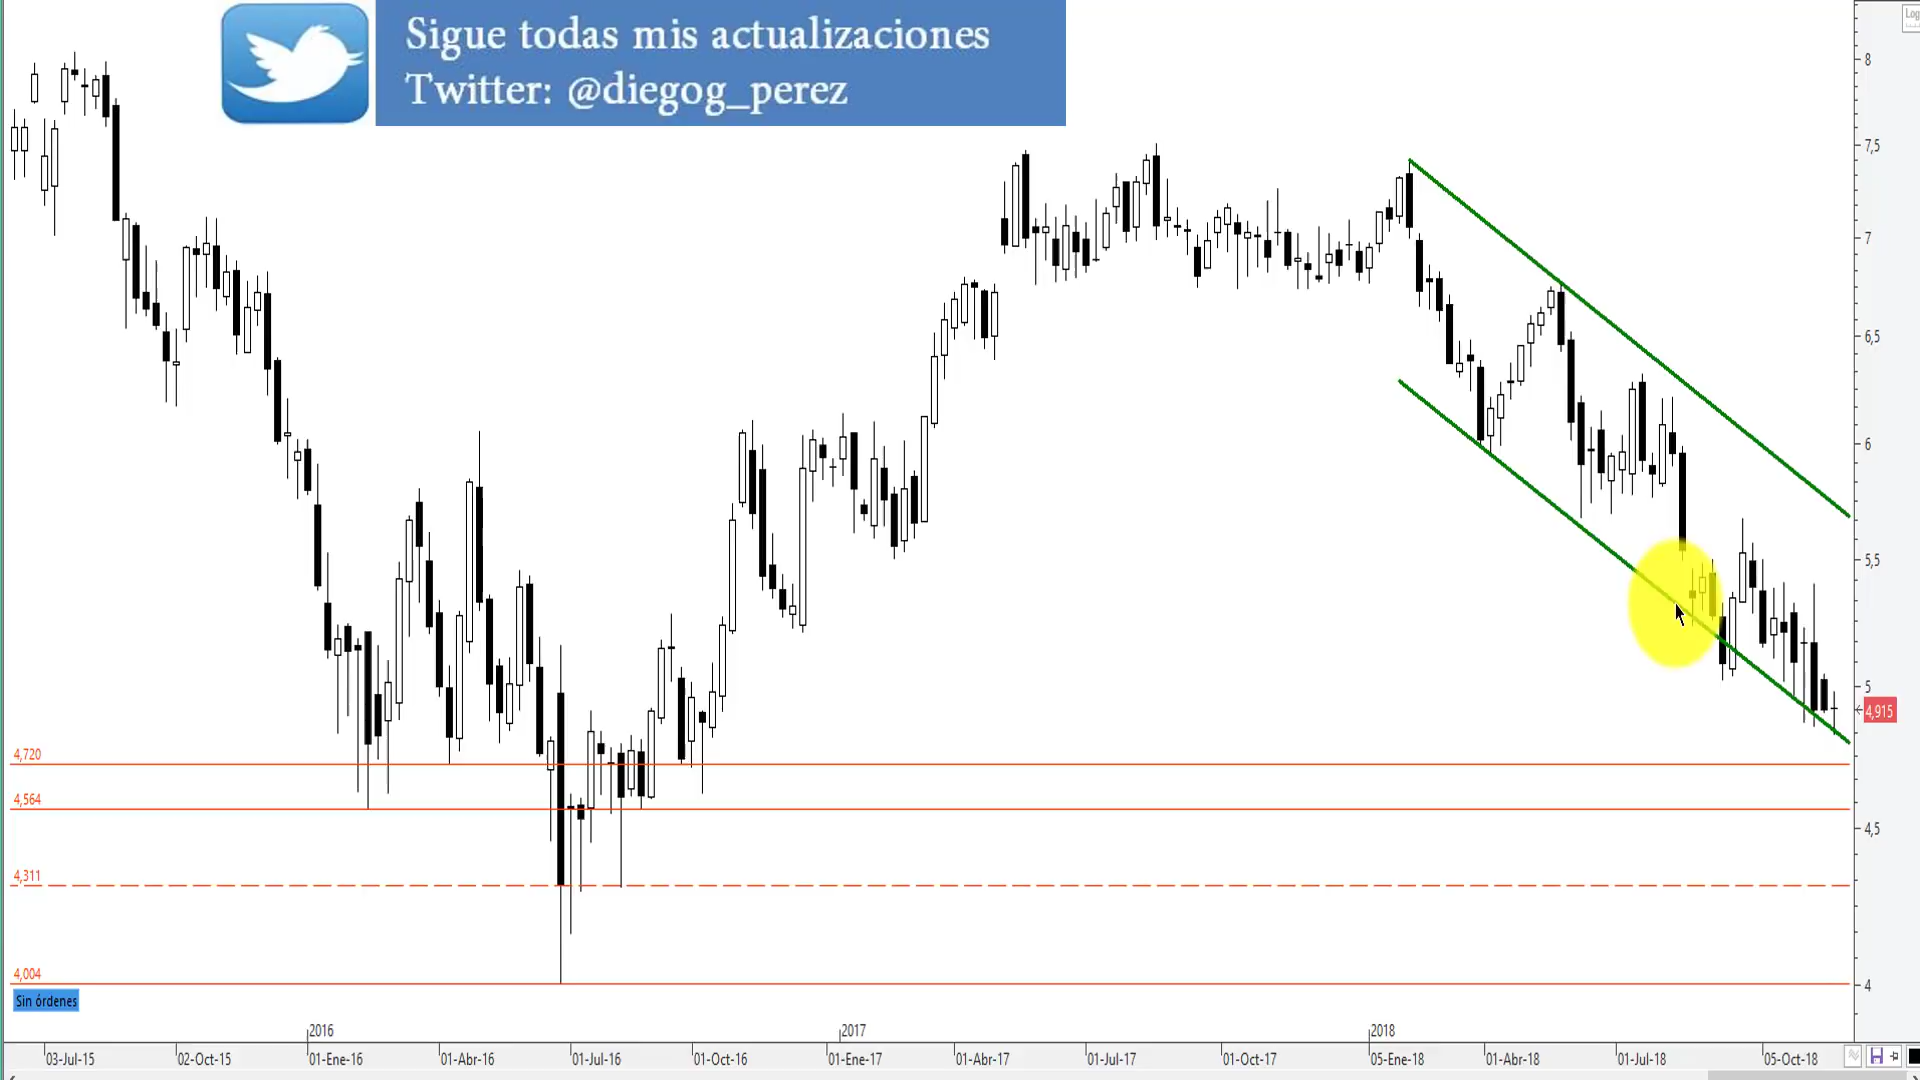 Sigue todas mis actualizaciones
Twitter: @diegog_perez
Log
8
7,5
7
6,5
6
5,5
5
4,915
4,720
4,564
4,5
4,311
4,004
4
Sin órdenes
2016 2017 2018
03-Jul-15 02-Oct-15 01-Ene-16 01-Abr-16 01-Jul-16 01-Oct-16 01-Ene-17 01-Abr-17 01-Jul-17 01-Oct-17 05-Ene-18 01-Abr-18 01-Jul-18 05-Oct-18